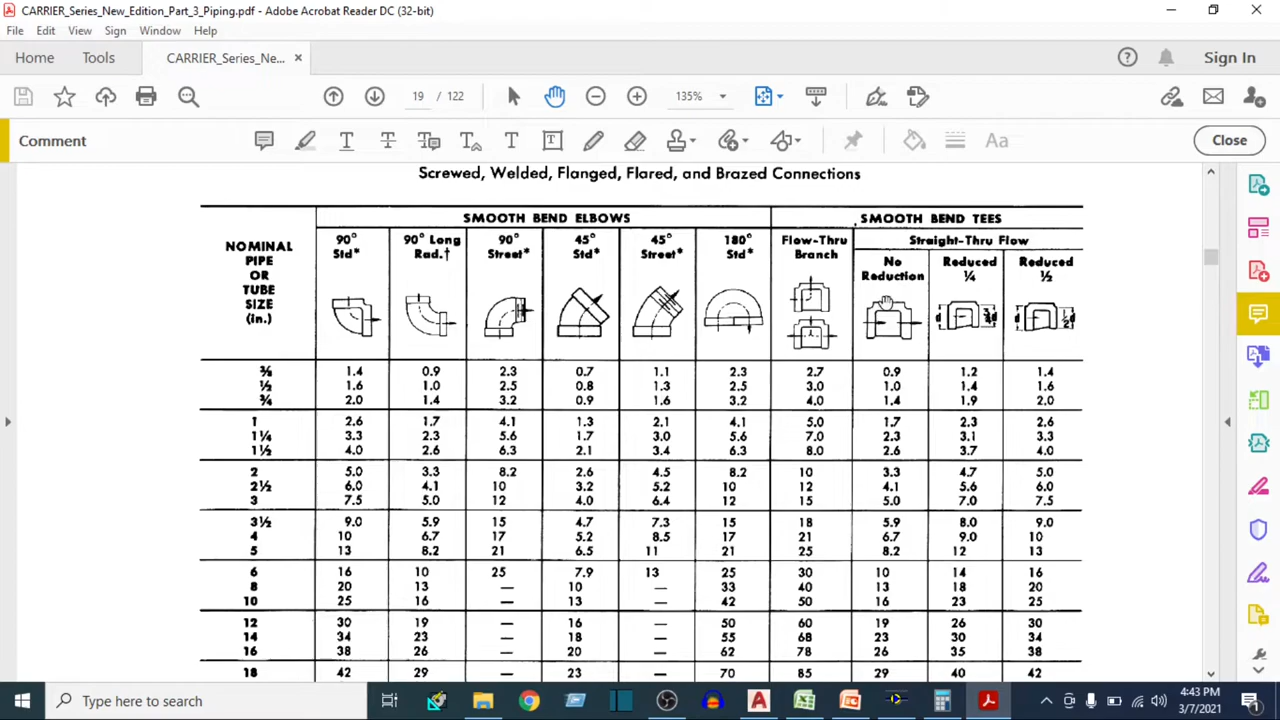 CARRIER_Series_New_Edition_Part_3_Piping.pdf - Adobe Acrobat Reader DC (32-bit)
File Edit View Sign Window Help
Home Tools CARRIER_Series_Ne... × Sign In
19 / 122 135%
Comment Close
Screwed, Welded, Flanged, Flared, and Brazed Connections
SMOOTH BEND ELBOWS SMOOTH BEND TEES
NOMINAL
PIPE
OR
TUBE
SIZE
(in.)
90° Std*
90° Long Rad.†
90° Street*
45° Std*
45° Street*
180° Std*
Flow-Thru Branch
Straight-Thru Flow
No Reduction
Reduced ¼
Reduced ½
⅜ 1.4 0.9 2.3 0.7 1.1 2.3 2.7 0.9 1.2 1.4
½ 1.6 1.0 2.5 0.8 1.3 2.5 3.0 1.0 1.4 1.6
¾ 2.0 1.4 3.2 0.9 1.6 3.2 4.0 1.4 1.9 2.0
1 2.6 1.7 4.1 1.3 2.1 4.1 5.0 1.7 2.3 2.6
1¼ 3.3 2.3 5.6 1.7 3.0 5.6 7.0 2.3 3.1 3.3
1½ 4.0 2.6 6.3 2.1 3.4 6.3 8.0 2.6 3.7 4.0
2 5.0 3.3 8.2 2.6 4.5 8.2 10 3.3 4.7 5.0
2½ 6.0 4.1 10 3.2 5.2 10 12 4.1 5.6 6.0
3 7.5 5.0 12 4.0 6.4 12 15 5.0 7.0 7.5
3½ 9.0 5.9 15 4.7 7.3 15 18 5.9 8.0 9.0
4 10 6.7 17 5.2 8.5 17 21 6.7 9.0 10
5 13 8.2 21 6.5 11 21 25 8.2 12 13
6 16 10 25 7.9 13 25 30 10 14 16
8 20 13 — 10 — 33 40 13 18 20
10 25 16 — 13 — 42 50 16 23 25
12 30 19 — 16 — 50 60 19 26 30
14 34 23 — 18 — 55 68 23 30 34
16 38 26 — 20 — 62 78 26 35 38
18 42 29 — 23 — 70 85 29 40 42
Type here to search
4:43 PM
3/7/2021